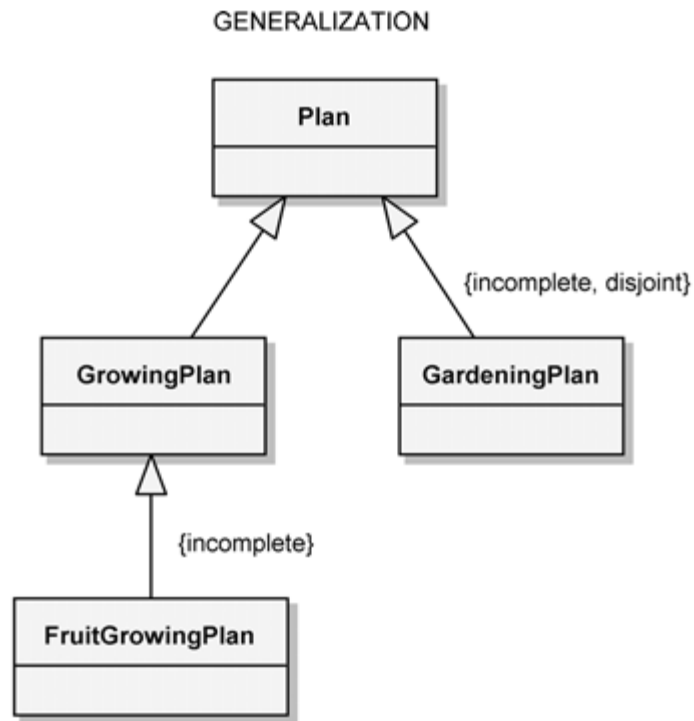 GENERALIZATION
Plan
{incomplete, disjoint}
GrowingPlan
GardeningPlan
{incomplete}
FruitGrowingPlan